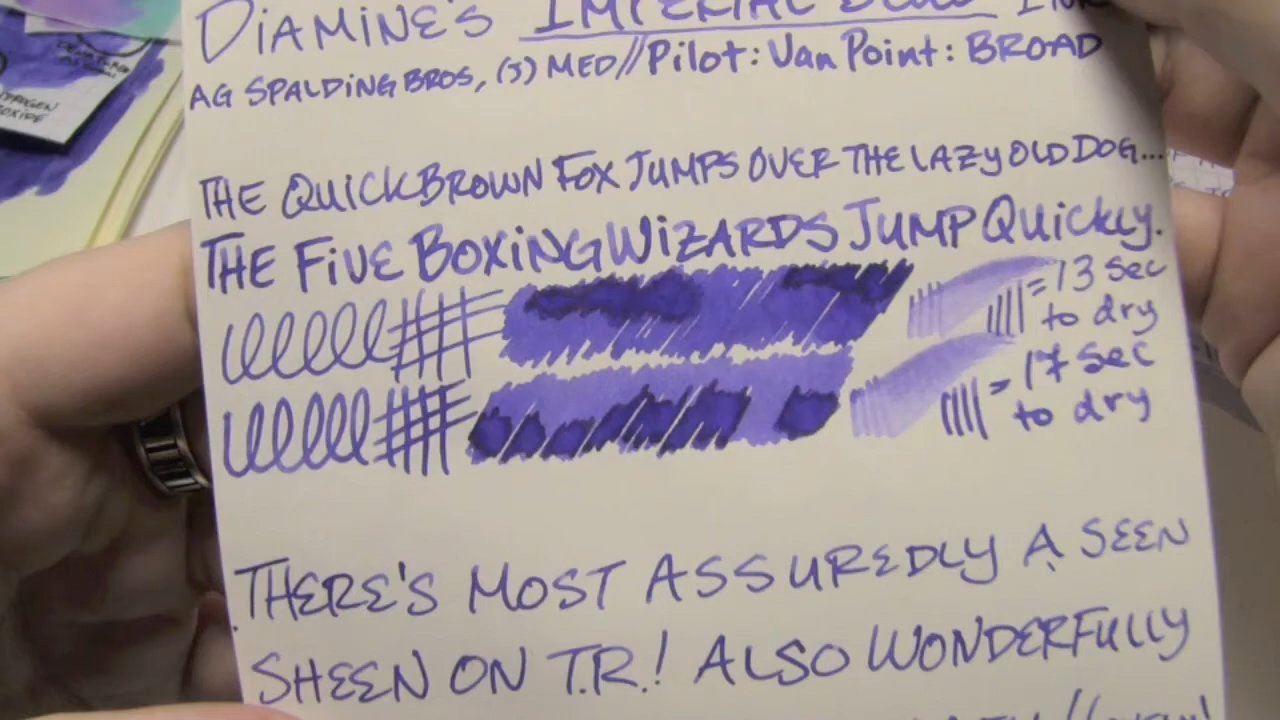 DIAMINE'S IMPERIAL BLUE INK
AG SPALDING BROS, (J) MED//Pilot: Van Point: BROAD
THE QUICK BROWN FOX JUMPS OVER THE LAZY OLD DOG...
THE FIVE BOXING WIZARDS JUMP QUICKLY.
= 13 sec
to dry
= 17 sec
to dry
THERE'S MOST ASSUREDLY A SEEN
SHEEN ON T.R.! ALSO WONDERFULLY